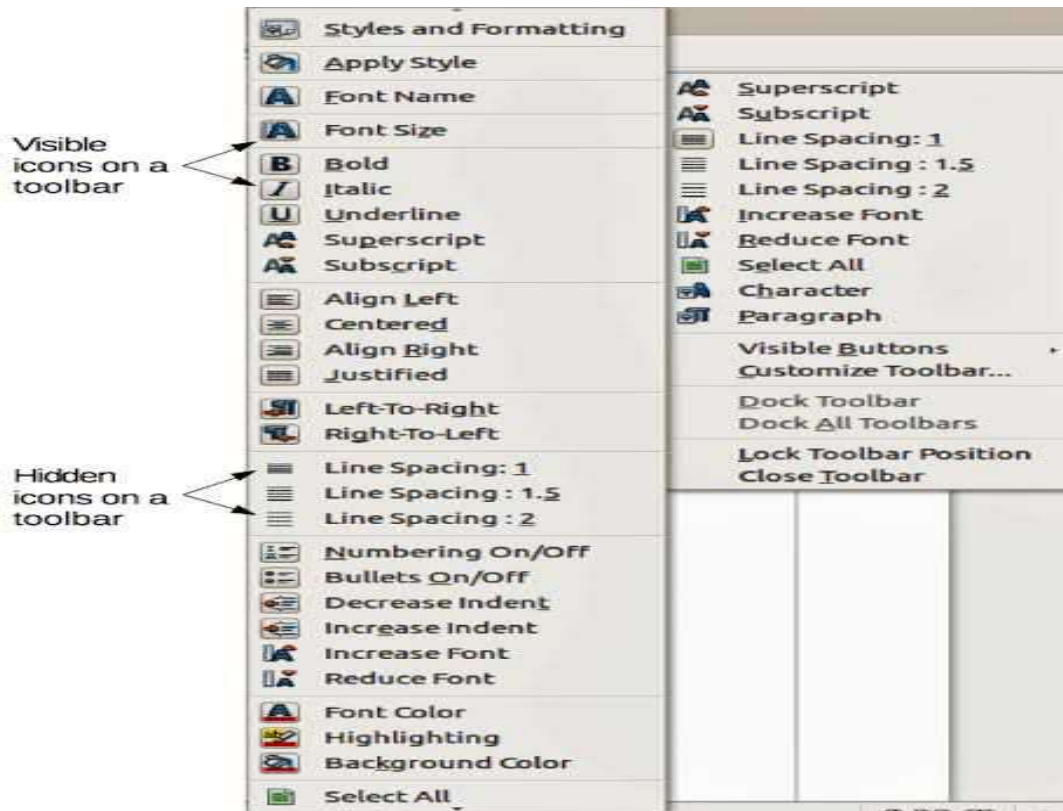 Visible
icons on a
toolbar
Hidden
icons on a
toolbar
Styles and Formatting
Apply Style
Font Name
Font Size
Bold
Italic
Underline
Superscript
Subscript
Align Left
Centered
Align Right
Justified
Left-To-Right
Right-To-Left
Line Spacing: 1
Line Spacing : 1.5
Line Spacing : 2
Numbering On/Off
Bullets On/Off
Decrease Indent
Increase Indent
Increase Font
Reduce Font
Font Color
Highlighting
Background Color
Select All
Superscript
Subscript
Line Spacing: 1
Line Spacing : 1.5
Line Spacing : 2
Increase Font
Reduce Font
Select All
Character
Paragraph
Visible Buttons
Customize Toolbar...
Dock Toolbar
Dock All Toolbars
Lock Toolbar Position
Close Toolbar